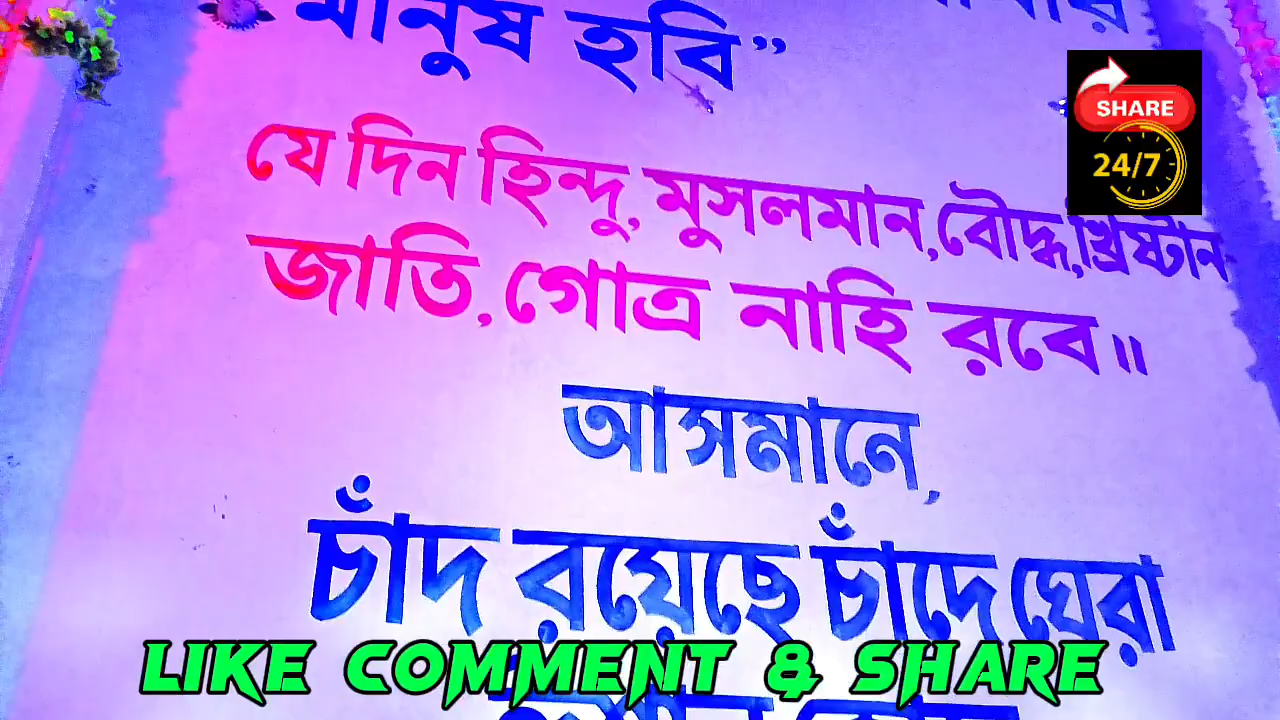 মানুষ হবি”
SHARE
24/7
যে দিন হিন্দু, মুসলমান, বৌদ্ধ, খ্রিষ্টান
জাতি, গোত্র নাহি রবে॥
আসমানে,
চাঁদ রয়েছে চাঁদে ঘেরা
LIKE COMMENT & SHARE